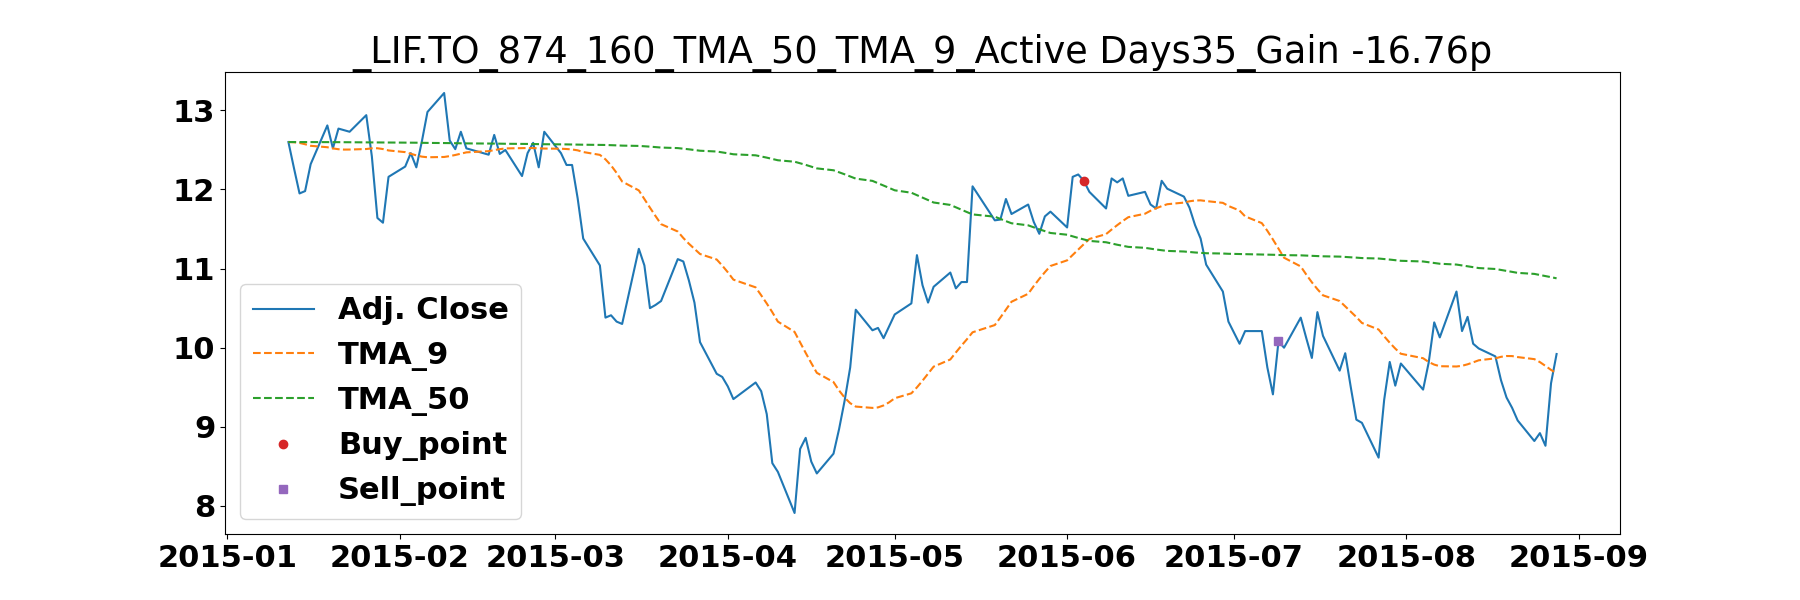 _LIF.TO_874_160_TMA_50_TMA_9_Active Days35_Gain -16.76p
13
12
11
10
9
8
Adj. Close
TMA_9
TMA_50
Buy_point
Sell_point
2015-01 2015-02 2015-03 2015-04 2015-05 2015-06 2015-07 2015-08 2015-09